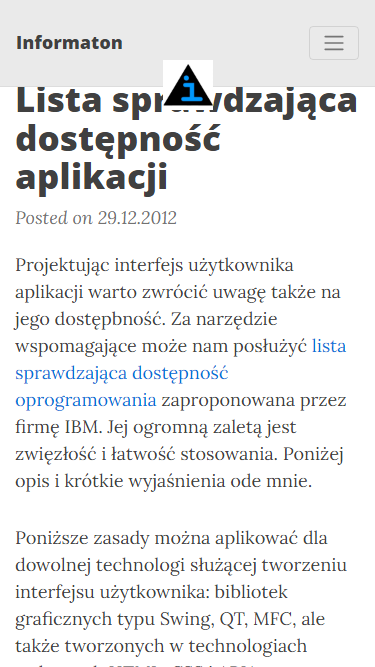 Informaton
Lista sprawdzająca
dostępność
aplikacji
Posted on 29.12.2012
Projektując interfejs użytkownika
aplikacji warto zwrócić uwagę także na
jego dostępbność. Za narzędzie
wspomagające może nam posłużyć lista
sprawdzająca dostępność
oprogramowania zaproponowana przez
firmę IBM. Jej ogromną zaletą jest
zwięzłość i łatwość stosowania. Poniżej
opis i krótkie wyjaśnienia ode mnie.
Poniższe zasady można aplikować dla
dowolnej technologi służącej tworzeniu
interfejsu użytkownika: bibliotek
graficznych typu Swing, QT, MFC, ale
także tworzonych w technologiach